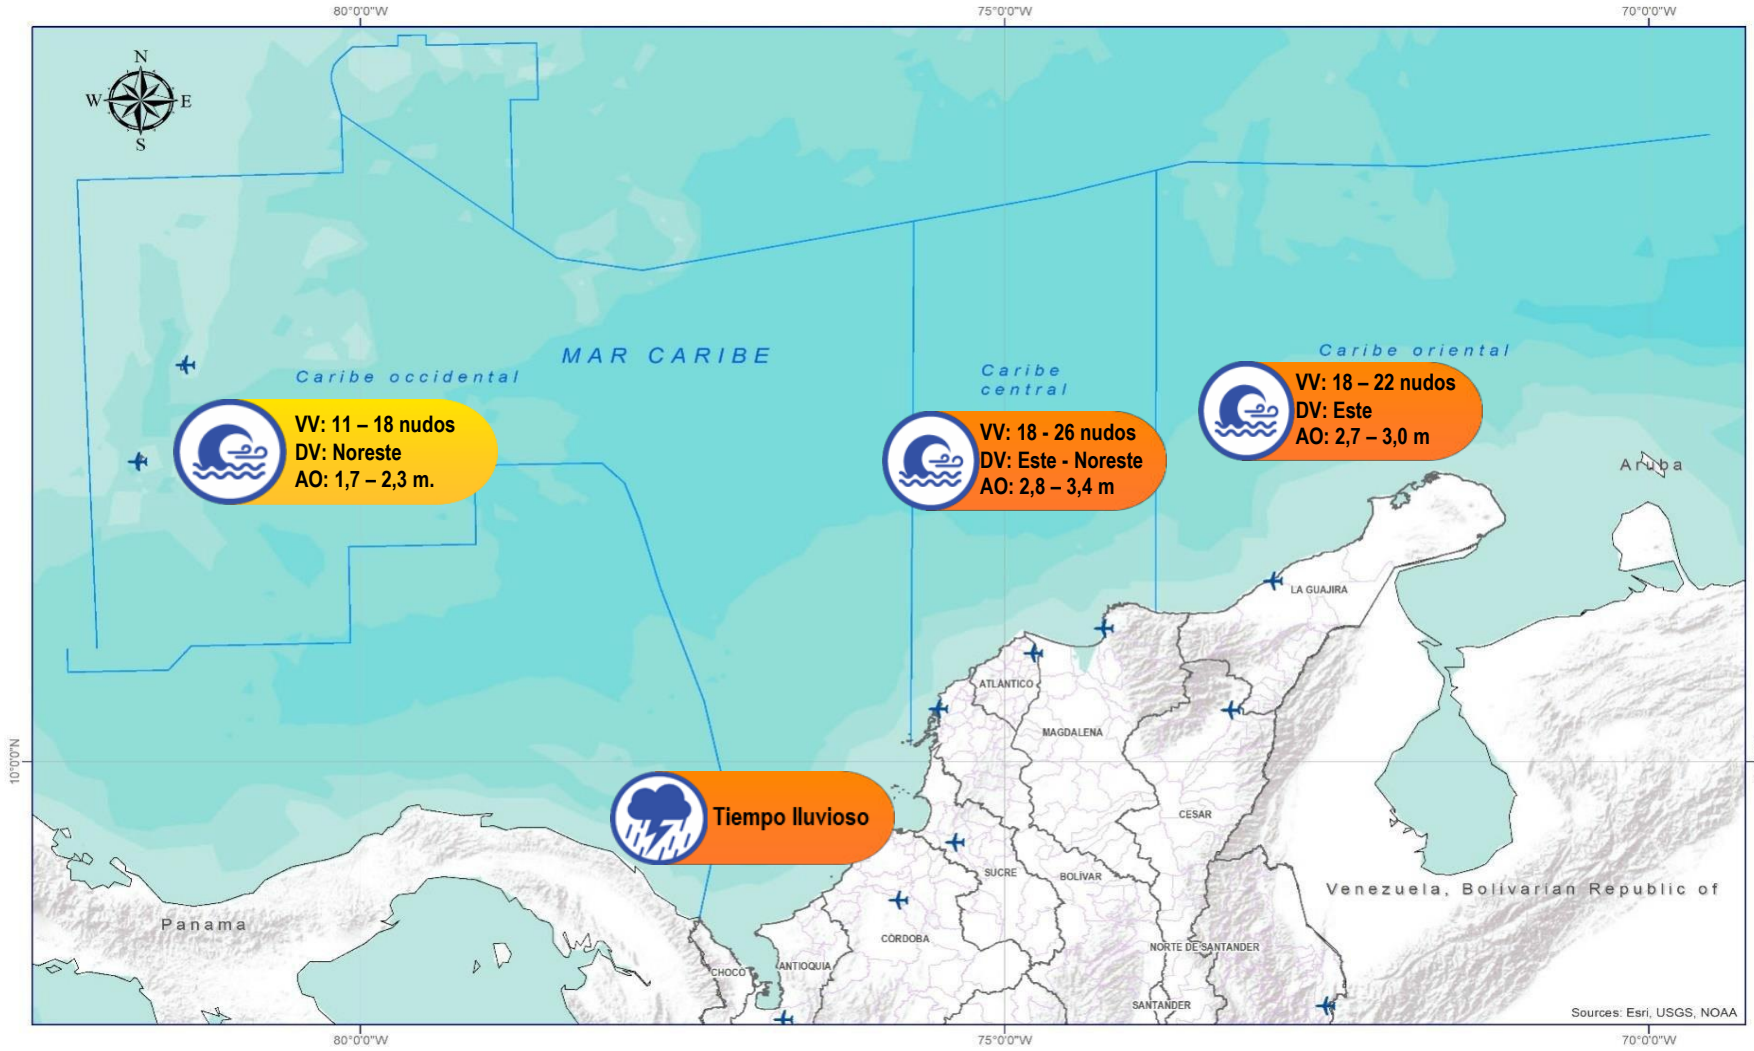 80°0'0"W
75°0'0"W
70°0'0"W
N
W
E
S
MAR CARIBE
Caribe occidental
Caribe
central
Caribe oriental
VV: 11 – 18 nudos
DV: Noreste
AO: 1,7 – 2,3 m.
VV: 18 - 26 nudos
DV: Este - Noreste
AO: 2,8 – 3,4 m
VV: 18 – 22 nudos
DV: Este
AO: 2,7 – 3,0 m
Aruba
LA GUAJIRA
ATLÁNTICO
MAGDALENA
10°0'0"N
Tiempo lluvioso
CESAR
SUCRE
BOLÍVAR
Venezuela, Bolivarian Republic of
Panama
CÓRDOBA
NORTE DE SANTANDER
CHOCÓ
ANTIOQUIA
SANTANDER
Sources: Esri, USGS, NOAA
80°0'0"W
75°0'0"W
70°0'0"W